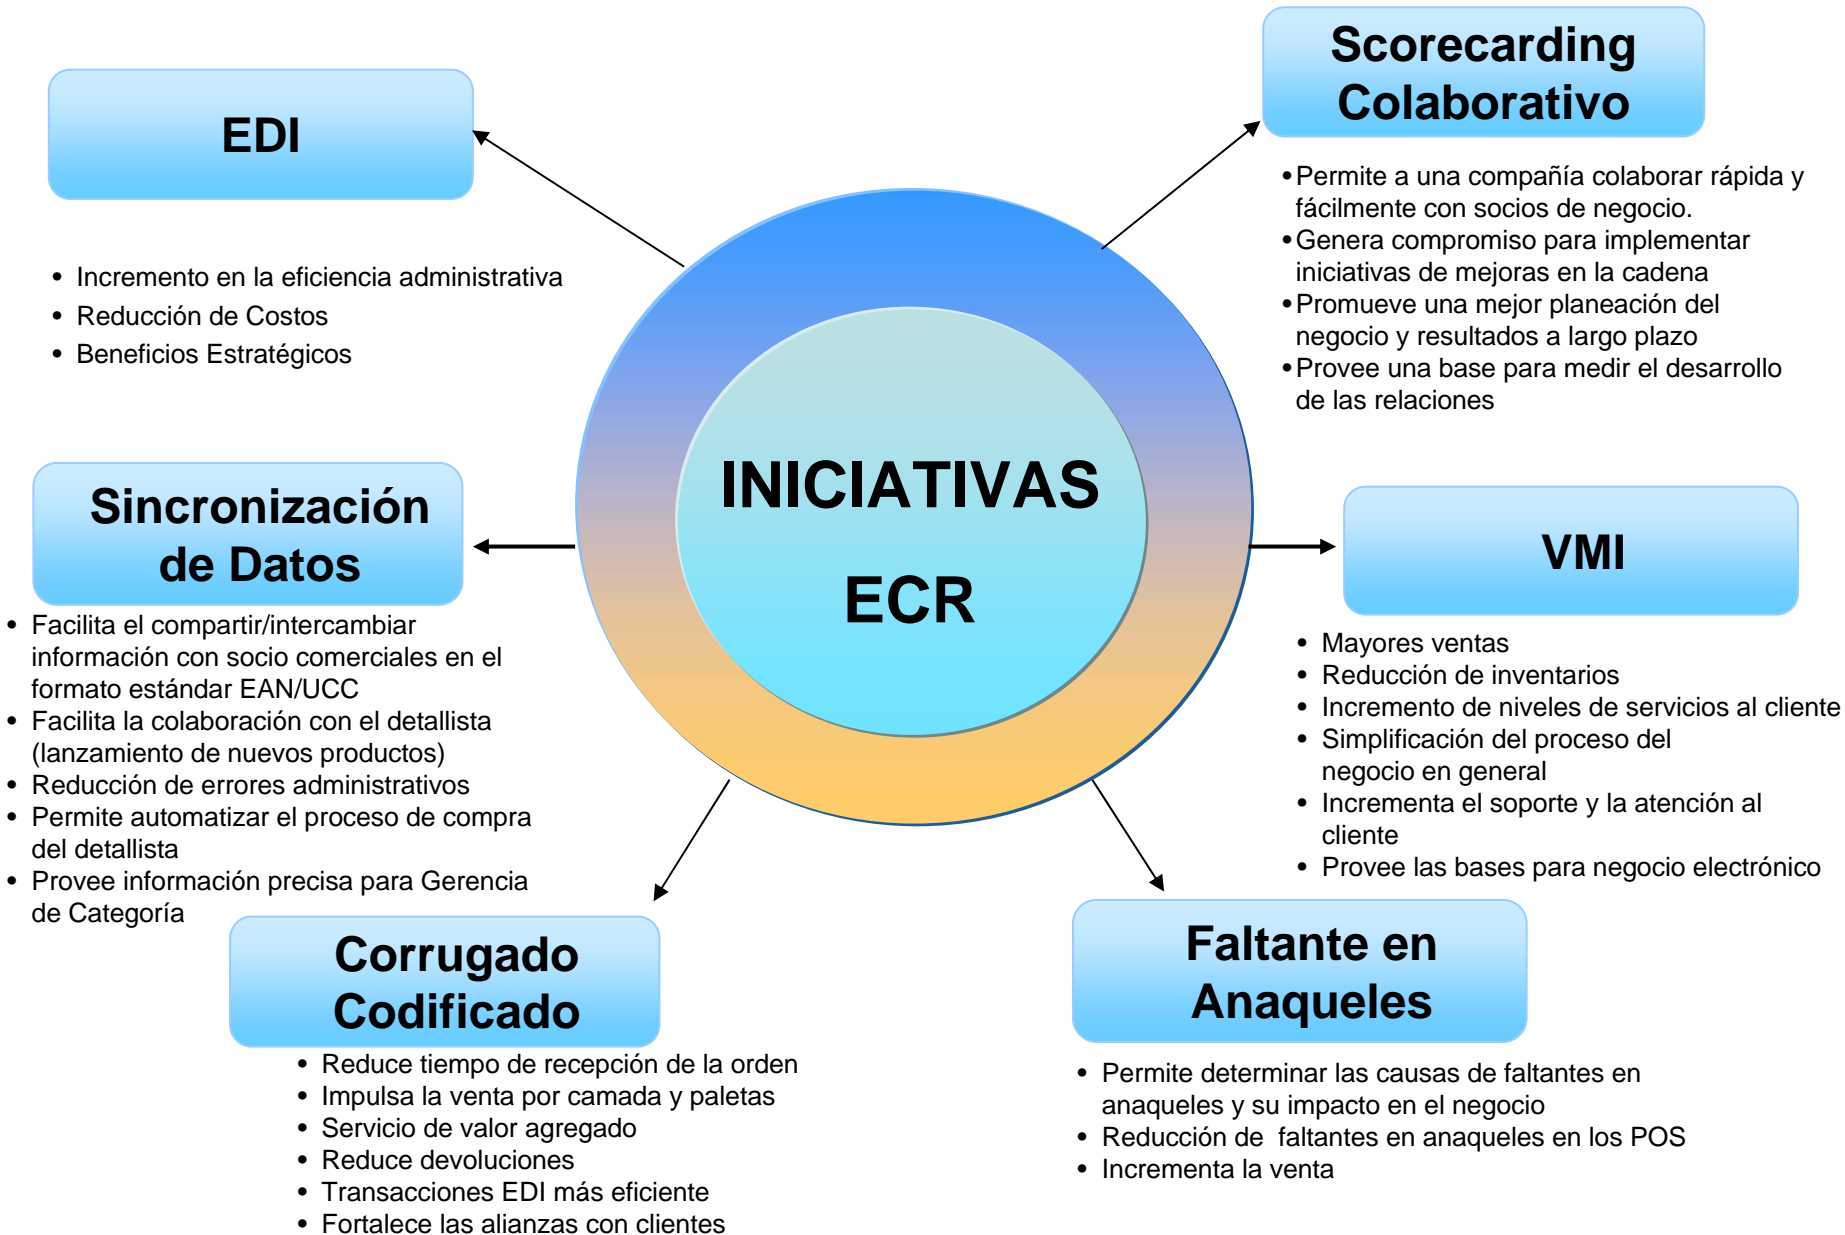 EDI
• Incremento en la eficiencia administrativa
• Reducción de Costos
• Beneficios Estratégicos
Scorecarding
Colaborativo
• Permite a una compañía colaborar rápida y
fácilmente con socios de negocio.
• Genera compromiso para implementar
iniciativas de mejoras en la cadena
• Promueve una mejor planeación del
negocio y resultados a largo plazo
• Provee una base para medir el desarrollo
de las relaciones
INICIATIVAS
ECR
Sincronización
de Datos
• Facilita el compartir/intercambiar
información con socio comerciales en el
formato estándar EAN/UCC
• Facilita la colaboración con el detallista
(lanzamiento de nuevos productos)
• Reducción de errores administrativos
• Permite automatizar el proceso de compra
del detallista
• Provee información precisa para Gerencia
de Categoría
VMI
• Mayores ventas
• Reducción de inventarios
• Incremento de niveles de servicios al cliente
• Simplificación del proceso del
negocio en general
• Incrementa el soporte y la atención al
cliente
• Provee las bases para negocio electrónico
Corrugado
Codificado
• Reduce tiempo de recepción de la orden
• Impulsa la venta por camada y paletas
• Servicio de valor agregado
• Reduce devoluciones
• Transacciones EDI más eficiente
• Fortalece las alianzas con clientes
Faltante en
Anaqueles
• Permite determinar las causas de faltantes en
anaqueles y su impacto en el negocio
• Reducción de faltantes en anaqueles en los POS
• Incrementa la venta